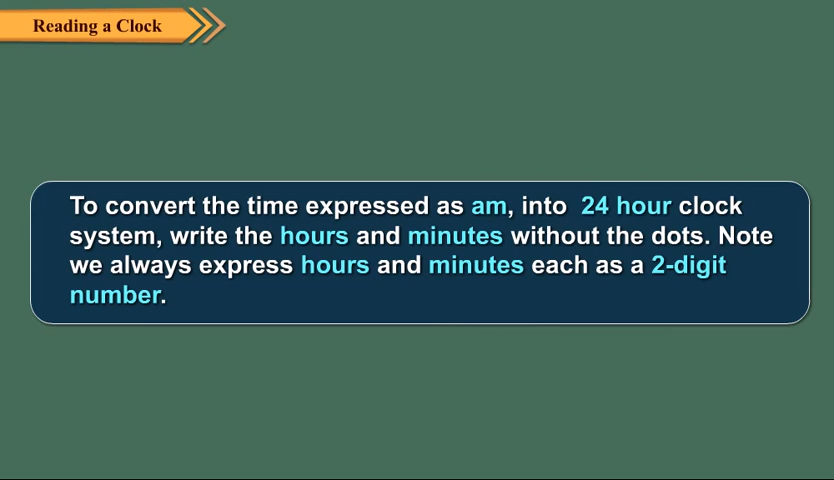 Reading a Clock
To convert the time expressed as am, into 24 hour clock
system, write the hours and minutes without the dots. Note
we always express hours and minutes each as a 2-digit
number.